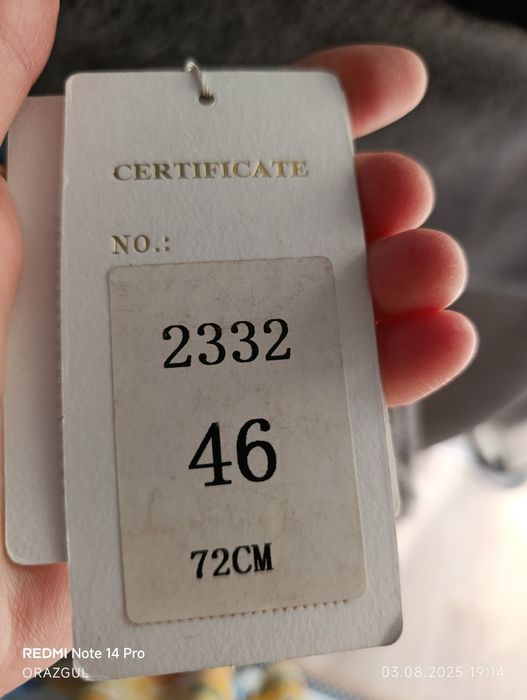 CERTIFICATE
NO.:
2332
46
72CM
REDMI Note 14 Pro
ORAZGUL
03.08.2025 19:14